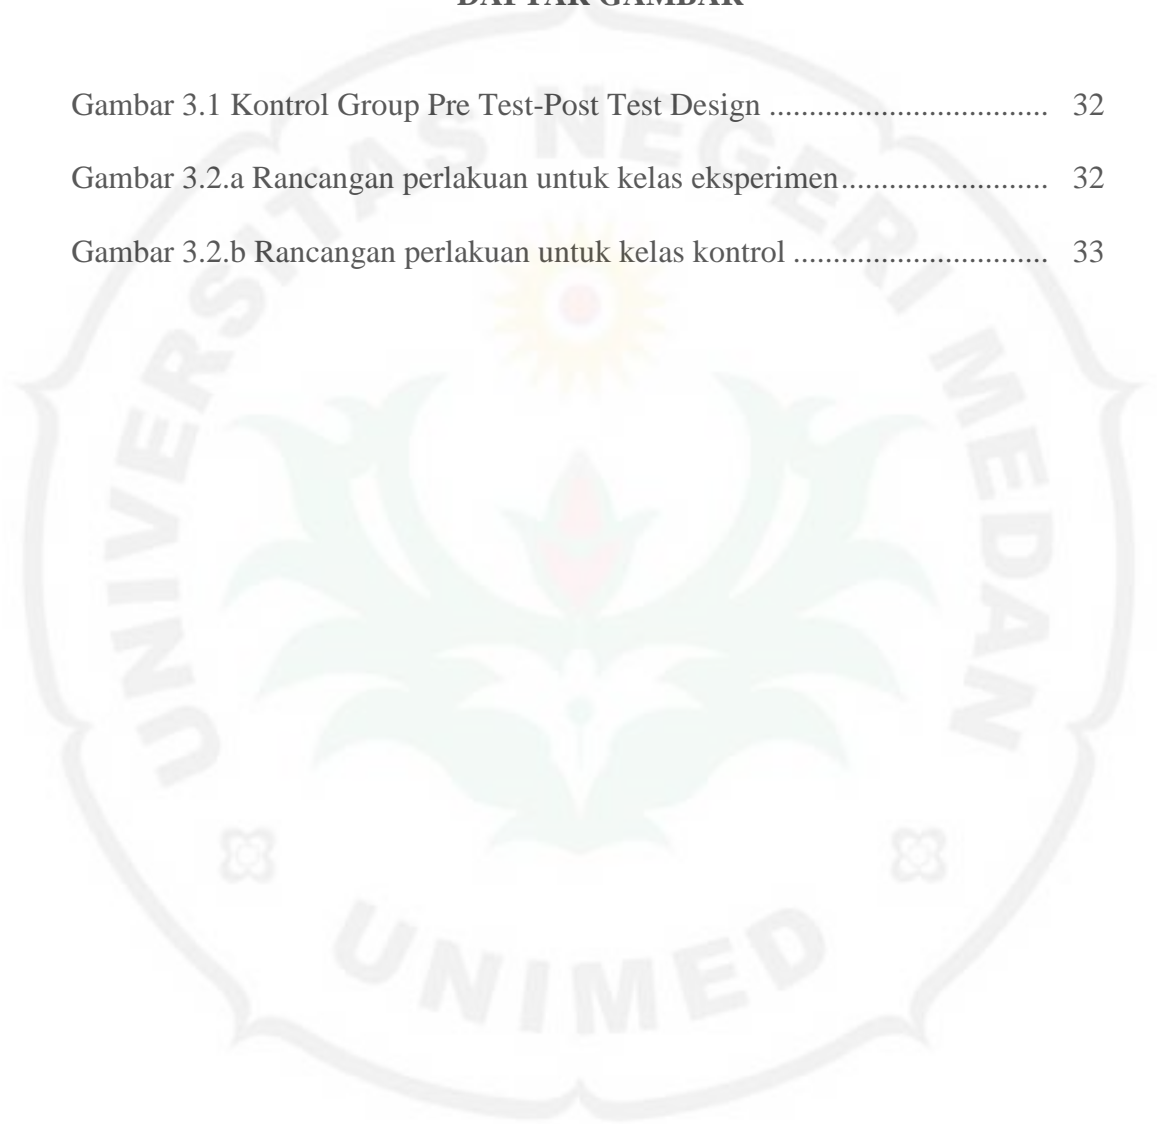 DAFTAR GAMBAR
Gambar 3.1 Kontrol Group Pre Test-Post Test Design ................................... 32
Gambar 3.2.a Rancangan perlakuan untuk kelas eksperimen.......................... 32
Gambar 3.2.b Rancangan perlakuan untuk kelas kontrol ................................ 33
UNIVERSITAS NEGERI MEDAN
UNIMED